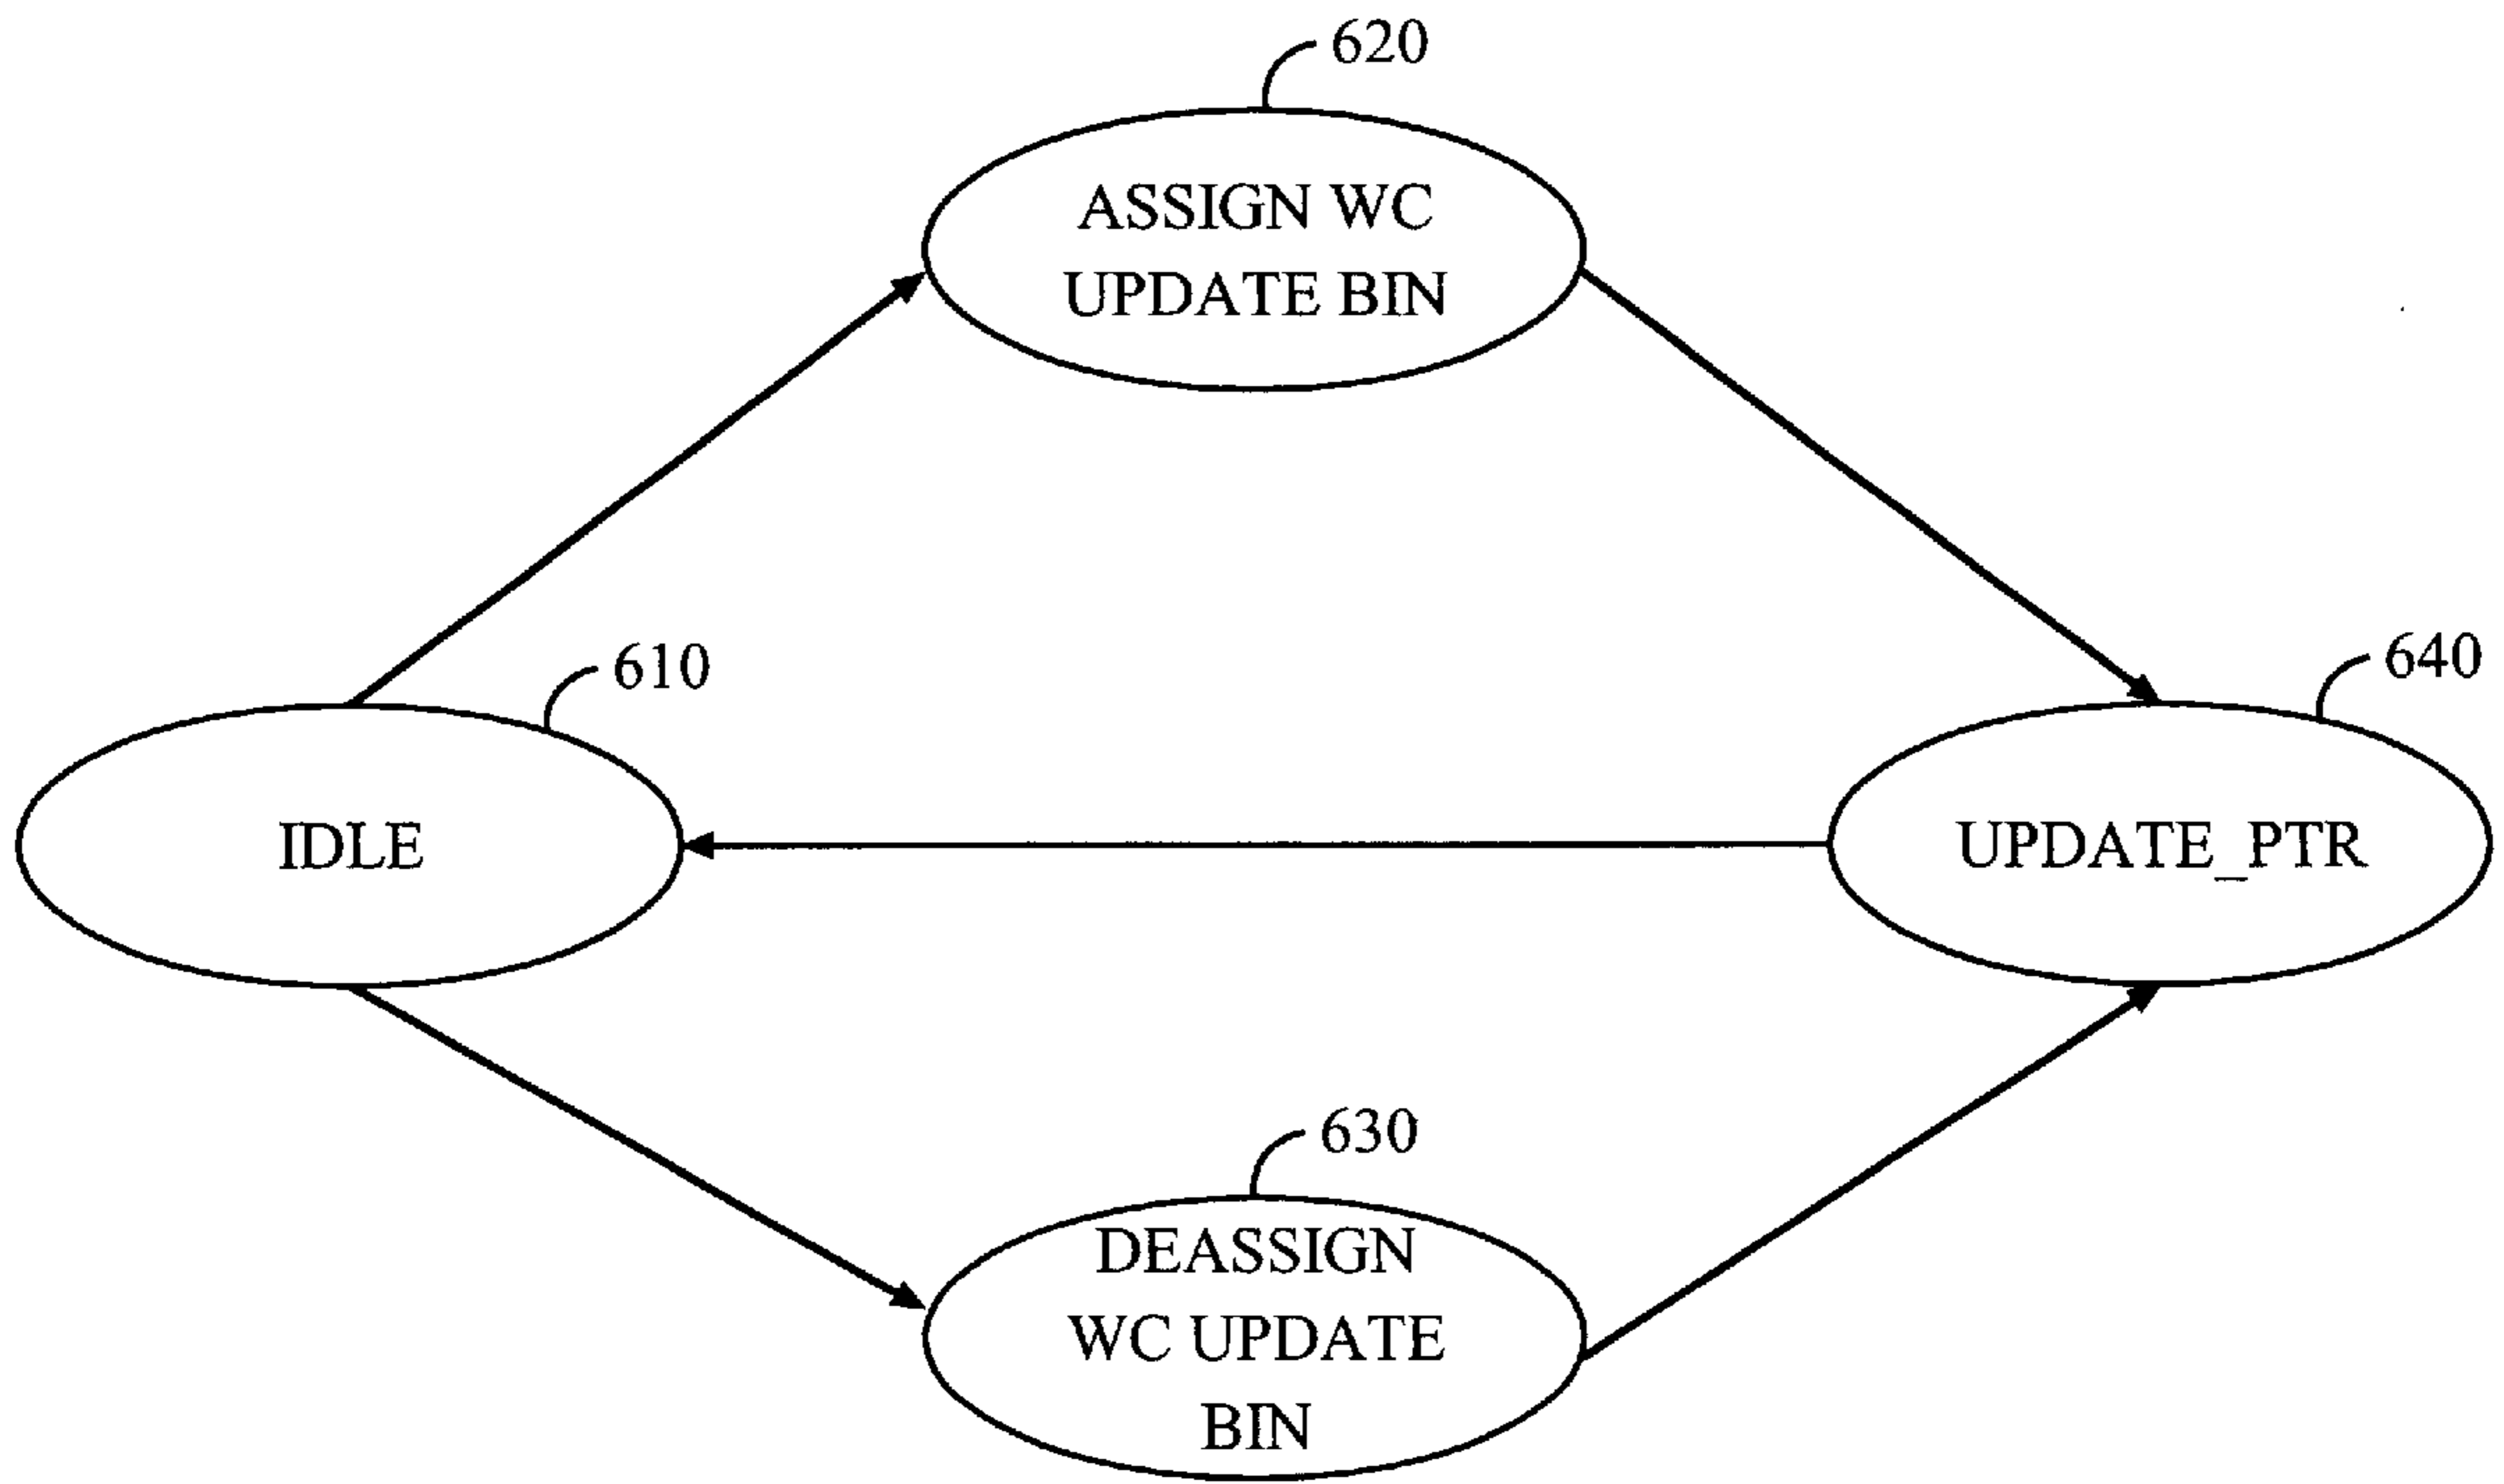 620
ASSIGN WC
UPDATE BIN
610
640
IDLE
UPDATE_PTR
630
DEASSIGN
WC UPDATE
BIN